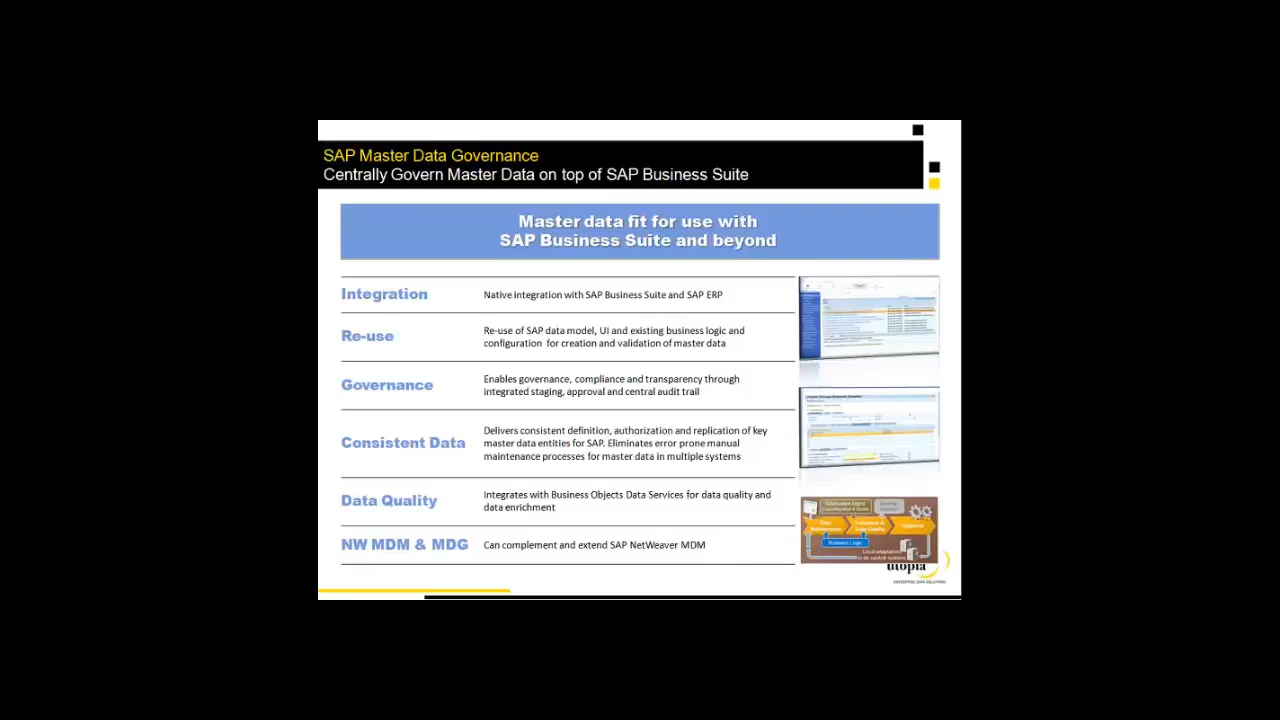 SAP Master Data Governance
Centrally Govern Master Data on top of SAP Business Suite
Master data fit for use with
SAP Business Suite and beyond
Integration
Native integration with SAP Business Suite and SAP ERP
Re-use
Re-use of SAP data model, UI and existing business logic and
configuration for creation and validation of master data
Governance
Enables governance, compliance and transparency through
integrated staging, approval and central audit trail
Consistent Data
Delivers consistent definition, authorization and replication of key
master data entities for SAP. Eliminates error prone manual
maintenance processes for master data in multiple systems
Data Quality
Integrates with Business Objects Data Services for data quality and
data enrichment
NW MDM & MDG
Can complement and extend SAP NetWeaver MDM
Business Logic
utopia
ENTERPRISE DATA SOLUTIONS